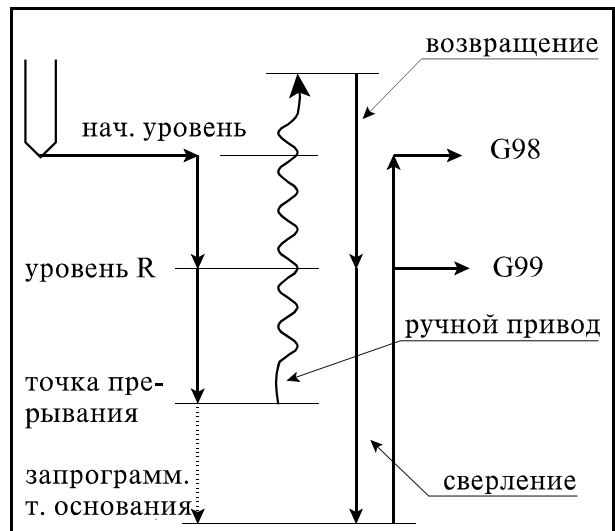 возвращение
нач. уровень
G98
уровень R
G99
ручной привод
точка пре-
рывания
запрограмм.
т. основания
сверление